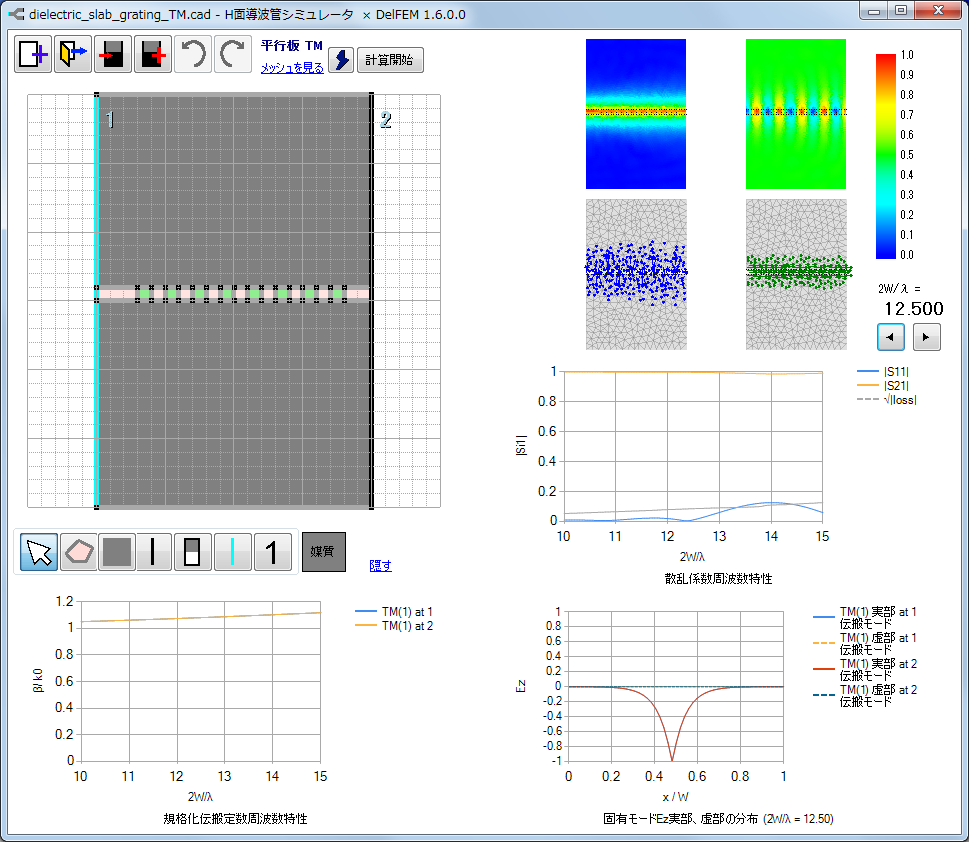 dielectric_slab_grating_TM.cad - H面導波管シミュレータ × DelFEM 1.6.0.0
平行板 TM
メッシュを見る
計算開始
1
2
1.0
0.9
0.8
0.7
0.6
0.5
0.4
0.3
0.2
0.1
0.0
2W/λ =
12.500
|S11|
|S21|
√|loss|
1
0.8
0.6
0.4
0.2
0
|Si1|
10 11 12 13 14 15
2W/λ
散乱係数周波数特性
1
媒質
隠す
1.2
1
0.8
0.6
0.4
0.2
0
β/ k0
10 11 12 13 14 15
2W/λ
規格化伝搬定数周波数特性
TM(1) at 1
TM(1) at 2
1
0.8
0.6
0.4
0.2
0
-0.2
-0.4
-0.6
-0.8
-1
Ez
0 0.2 0.4 0.6 0.8 1
x / W
固有モードEz実部、虚部の分布 (2W/λ = 12.50)
TM(1) 実部 at 1
伝搬モード
TM(1) 虚部 at 1
伝搬モード
TM(1) 実部 at 2
伝搬モード
TM(1) 虚部 at 2
伝搬モード